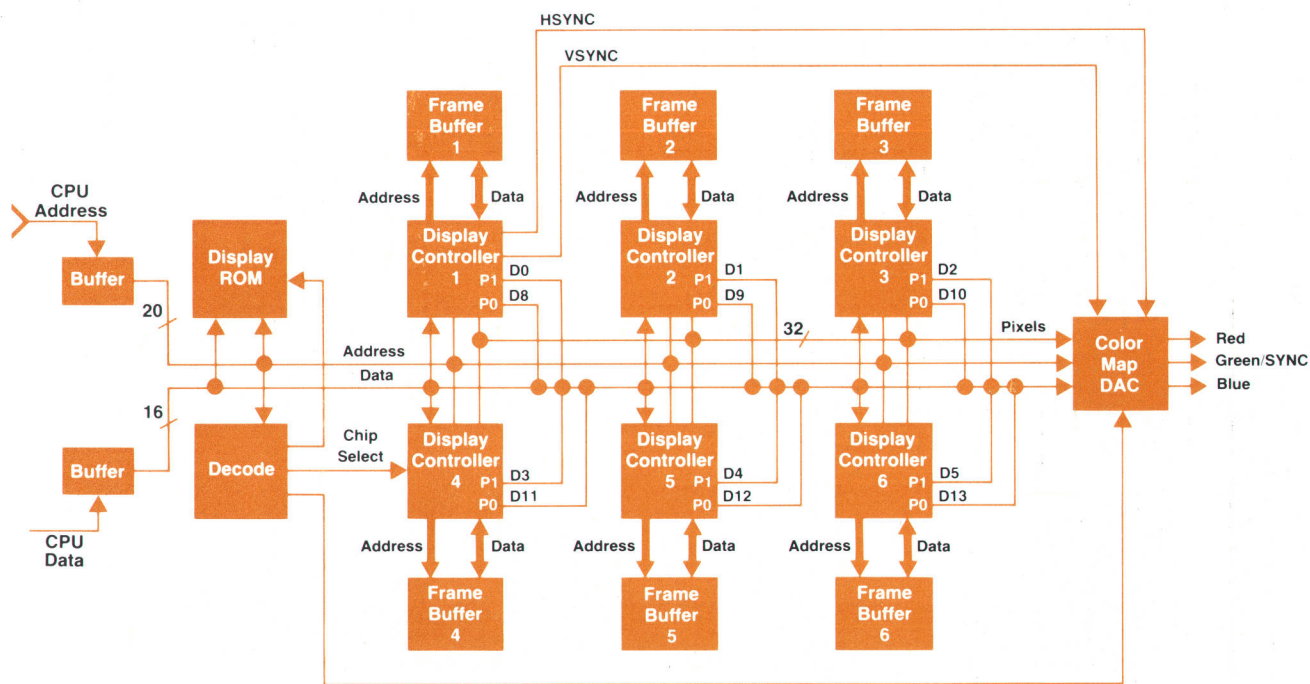 HSYNC
VSYNC
Frame
Buffer
1
Frame
Buffer
2
Frame
Buffer
3
Address
Data
Address
Data
Address
Data
CPU
Address
Buffer
Display
ROM
Display
Controller
1
P1
P0
D0
D8
Display
Controller
2
P1
P0
D1
D9
Display
Controller
3
P1
P0
D2
D10
20
Address
Data
32
Pixels
Color
Map
DAC
Red
Green/SYNC
Blue
16
Buffer
CPU
Data
Decode
Chip
Select
Display
Controller
4
P1
P0
D3
D11
Display
Controller
5
P1
P0
D4
D12
Display
Controller
6
P1
P0
D5
D13
Address
Data
Address
Data
Address
Data
Frame
Buffer
4
Frame
Buffer
5
Frame
Buffer
6